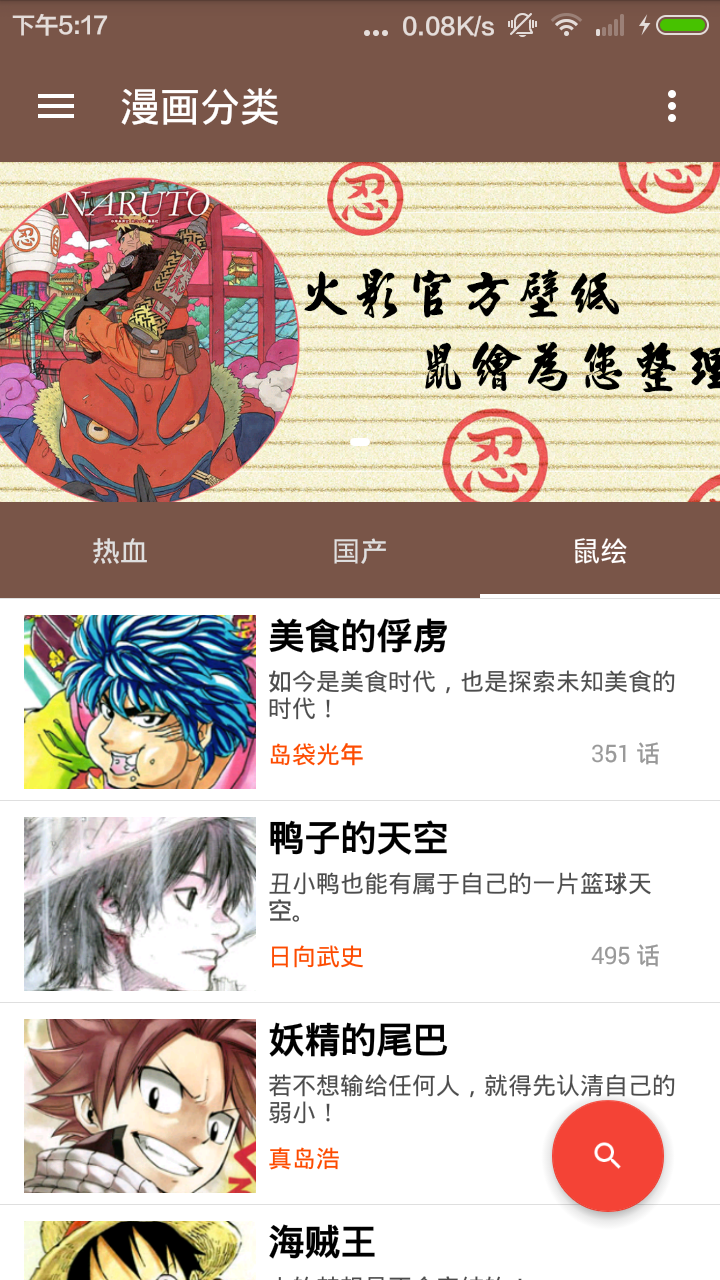 下午5:17
... 0.08K/s
漫画分类
NARUTO
忍
忍
忍
火影官方壁纸
鼠繪為您整理
忍
热血
国产
鼠绘
美食的俘虏
如今是美食时代，也是探索未知美食的
时代！
岛袋光年
351 话
鸭子的天空
丑小鸭也能有属于自己的一片篮球天
空。
日向武史
495 话
妖精的尾巴
若不想输给任何人，就得先认清自己的
弱小！
真岛浩
海贼王